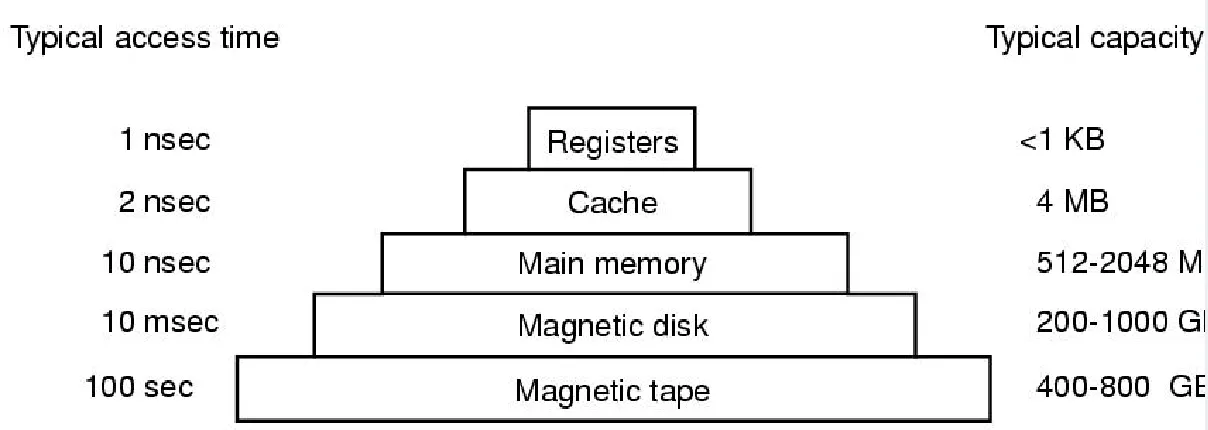 Typical access time Typical capacity
1 nsec Registers <1 KB
2 nsec Cache 4 MB
10 nsec Main memory 512-2048 M
10 msec Magnetic disk 200-1000 G
100 sec Magnetic tape 400-800 GB